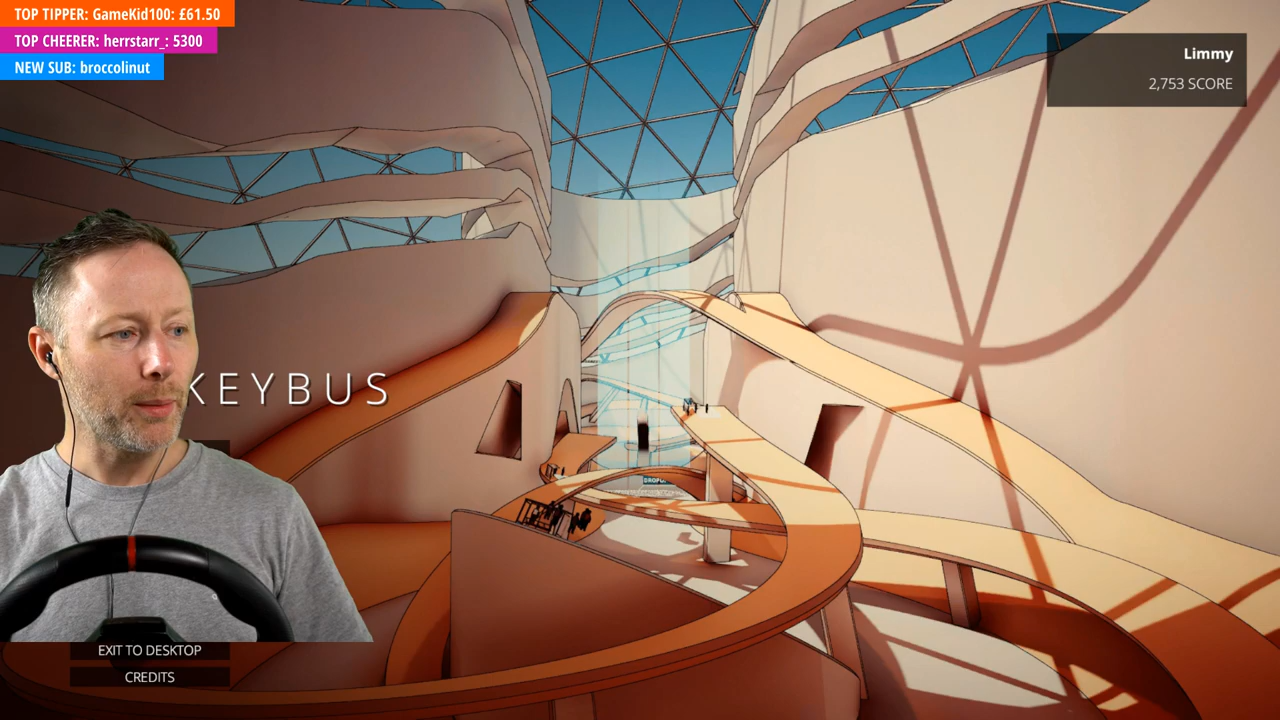 TOP TIPPER: GameKid100: £61.50
TOP CHEERER: herrstarr_: 5300
NEW SUB: broccolinut
Limmy
2,753 SCORE
KEYBUS
EXIT TO DESKTOP
CREDITS